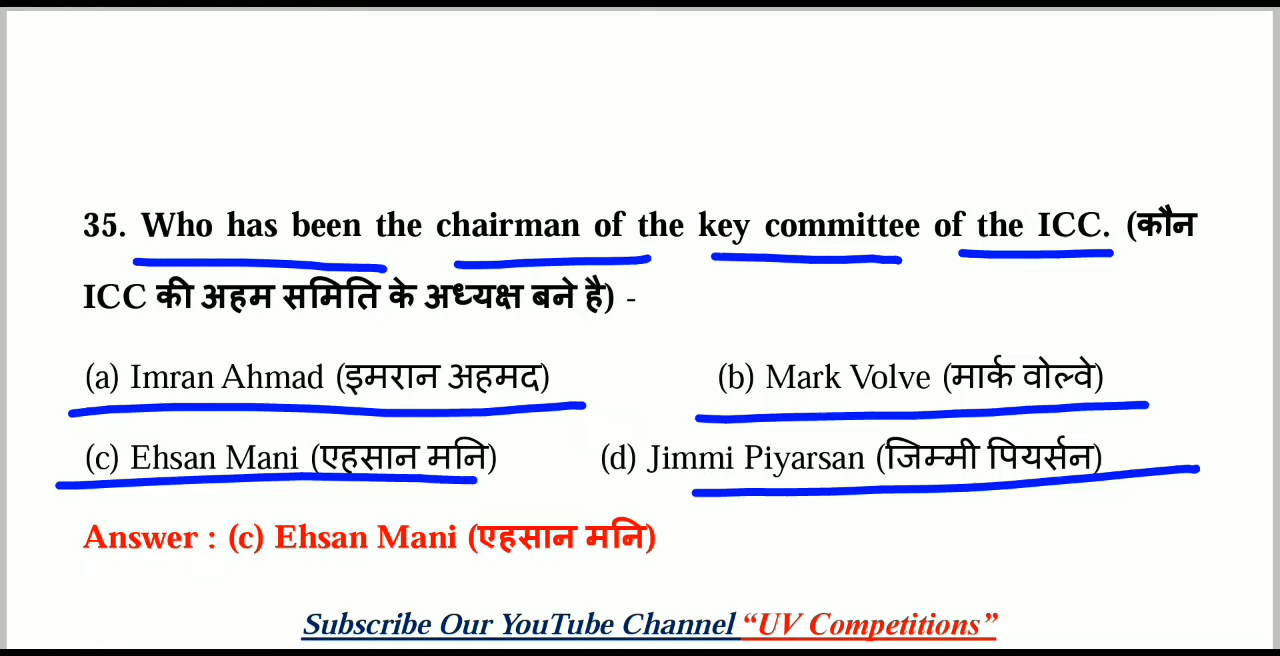 35. Who has been the chairman of the key committee of the ICC. (कौन
ICC की अहम समिति के अध्यक्ष बने है) -
(a) Imran Ahmad (इमरान अहमद) (b) Mark Volve (मार्क वोल्वे)
(c) Ehsan Mani (एहसान मनि) (d) Jimmi Piyarsan (जिम्मी पियर्सन)
Answer : (c) Ehsan Mani (एहसान मनि)
Subscribe Our YouTube Channel “UV Competitions”